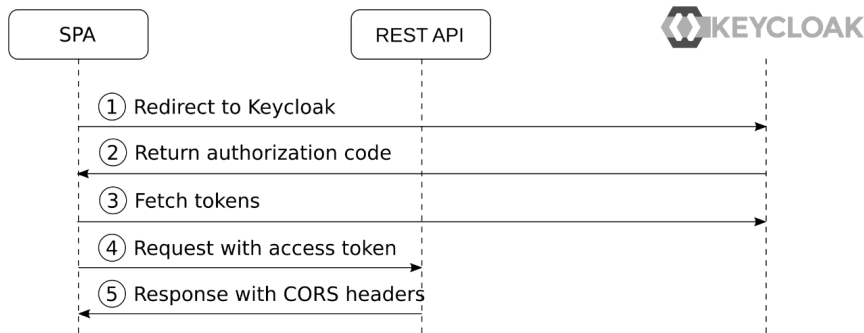 SPA
REST API
KEYCLOAK
1 Redirect to Keycloak
2 Return authorization code
3 Fetch tokens
4 Request with access token
5 Response with CORS headers